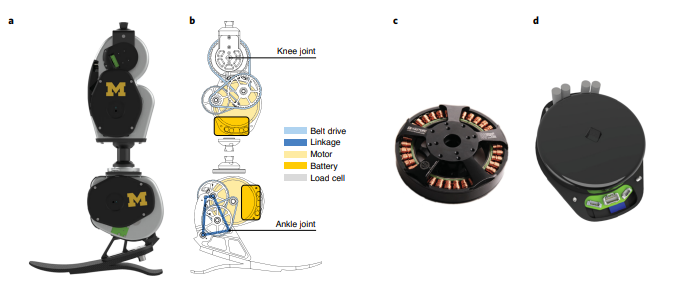 a
b
c
d
M
M
Knee joint
Belt drive
Linkage
Motor
Battery
Load cell
Ankle joint